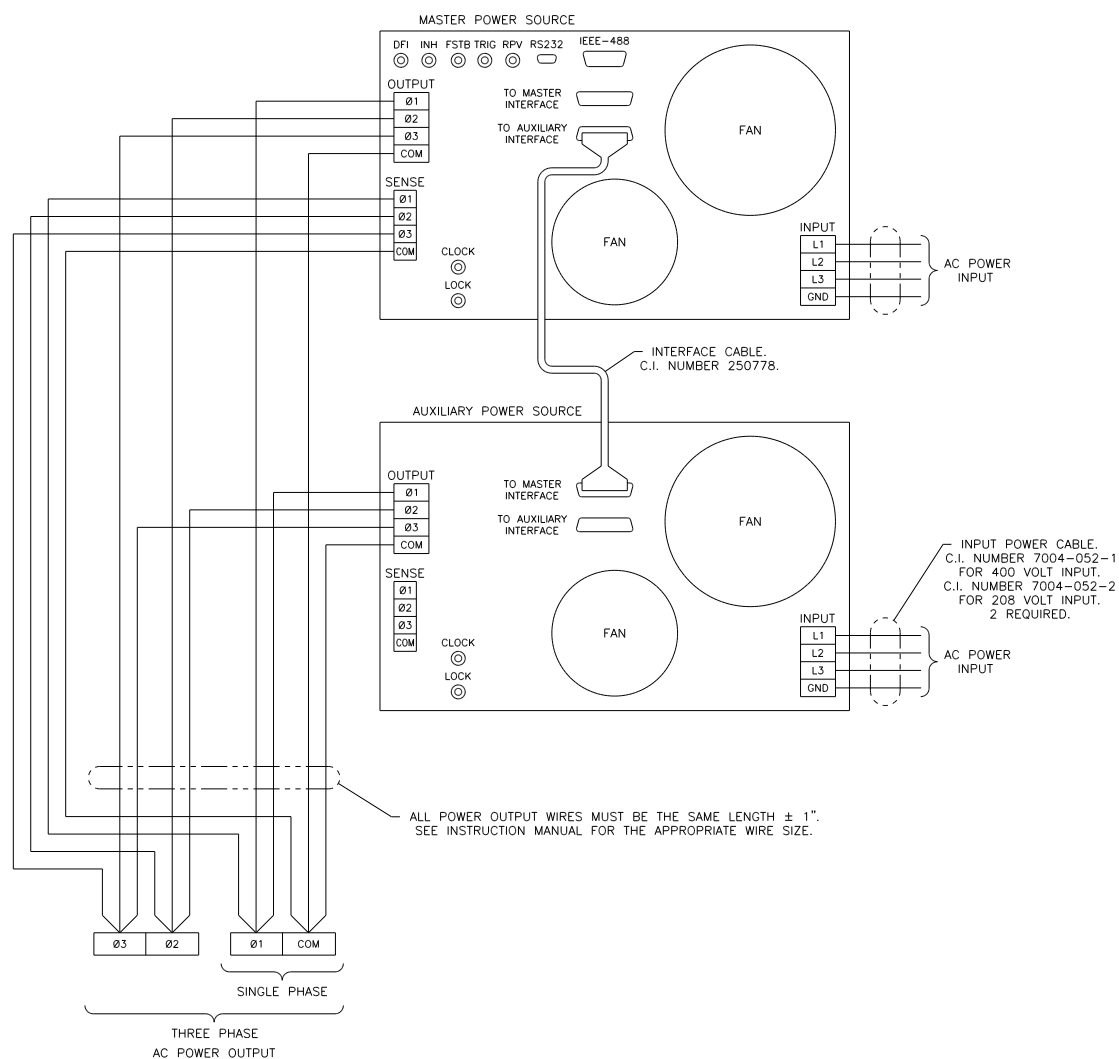 MASTER POWER SOURCE
DFI INH FSTB TRIG RPV RS232 IEEE-488
OUTPUT
Ø1
Ø2
Ø3
COM
TO MASTER
INTERFACE
TO AUXILIARY
INTERFACE
FAN
SENSE
Ø1
Ø2
Ø3
COM
CLOCK
LOCK
FAN
INPUT
L1
L2
L3
GND
AC POWER
INPUT
INTERFACE CABLE.
C.I. NUMBER 250778.
AUXILIARY POWER SOURCE
OUTPUT
Ø1
Ø2
Ø3
COM
TO MASTER
INTERFACE
TO AUXILIARY
INTERFACE
FAN
SENSE
Ø1
Ø2
Ø3
COM
CLOCK
LOCK
FAN
INPUT
L1
L2
L3
GND
AC POWER
INPUT
INPUT POWER CABLE.
C.I. NUMBER 7004-052-1
FOR 400 VOLT INPUT.
C.I. NUMBER 7004-052-2
FOR 208 VOLT INPUT.
2 REQUIRED.
ALL POWER OUTPUT WIRES MUST BE THE SAME LENGTH ± 1".
SEE INSTRUCTION MANUAL FOR THE APPROPRIATE WIRE SIZE.
Ø3 Ø2 Ø1 COM
SINGLE PHASE
THREE PHASE
AC POWER OUTPUT